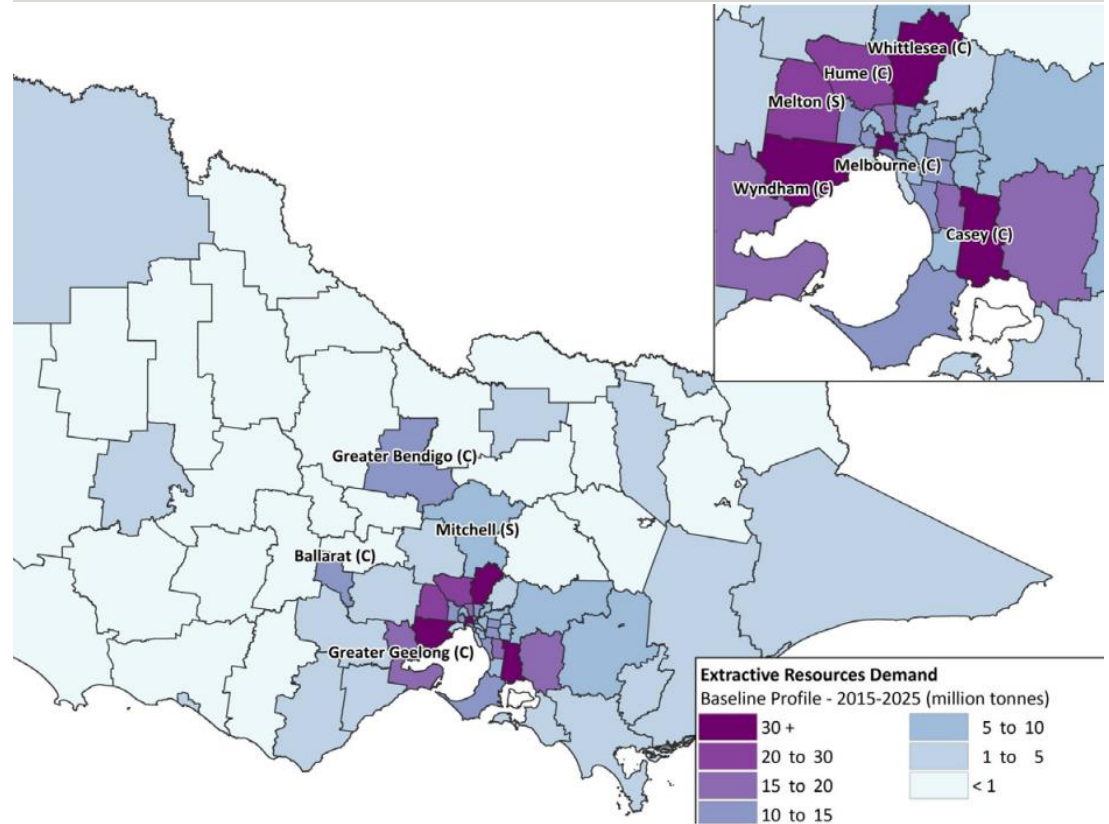 Whittlesea (C)
Hume (C)
Melton (S)
Melbourne (C)
Wyndham (C)
Casey (C)
Greater Bendigo (C)
Mitchell (S)
Ballarat (C)
Greater Geelong (C)
Extractive Resources Demand
Baseline Profile - 2015-2025 (million tonnes)
30 +
20 to 30
15 to 20
10 to 15
5 to 10
1 to 5
< 1